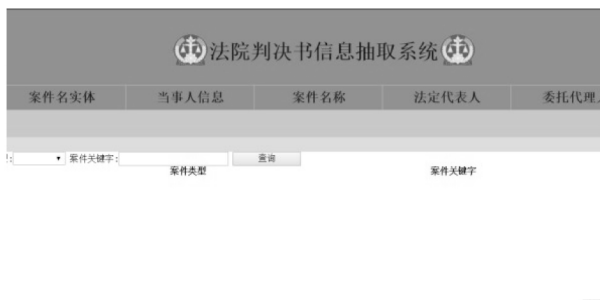 法院判决书信息抽取系统
案件名实体 当事人信息 案件名称 法定代表人 委托代理
: 案件关键字: 查询
案件类型 案件关键字